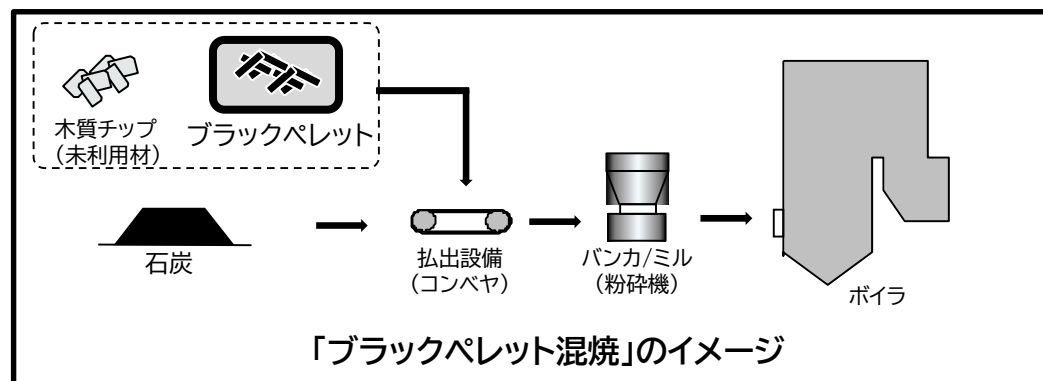 木質チップ
（未利用材）
ブラックペレット
石炭
払出設備
（コンベヤ）
バンカ/ミル
（粉砕機）
ボイラ
「ブラックペレット混焼」のイメージ